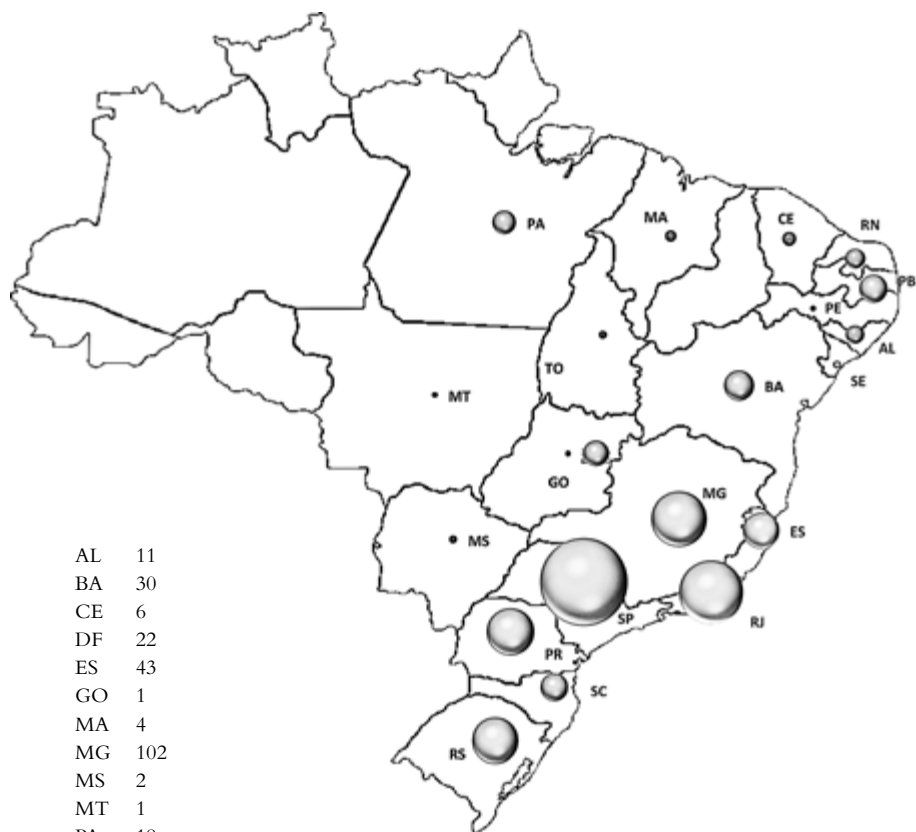 PA
MA
CE
RN
PB
PE
AL
SE
TO
BA
MT
GO
MG
ES
MS
SP
RJ
PR
SC
RS
AL 11
BA 30
CE 6
DF 22
ES 43
GO 1
MA 4
MG 102
MS 2
MT 1